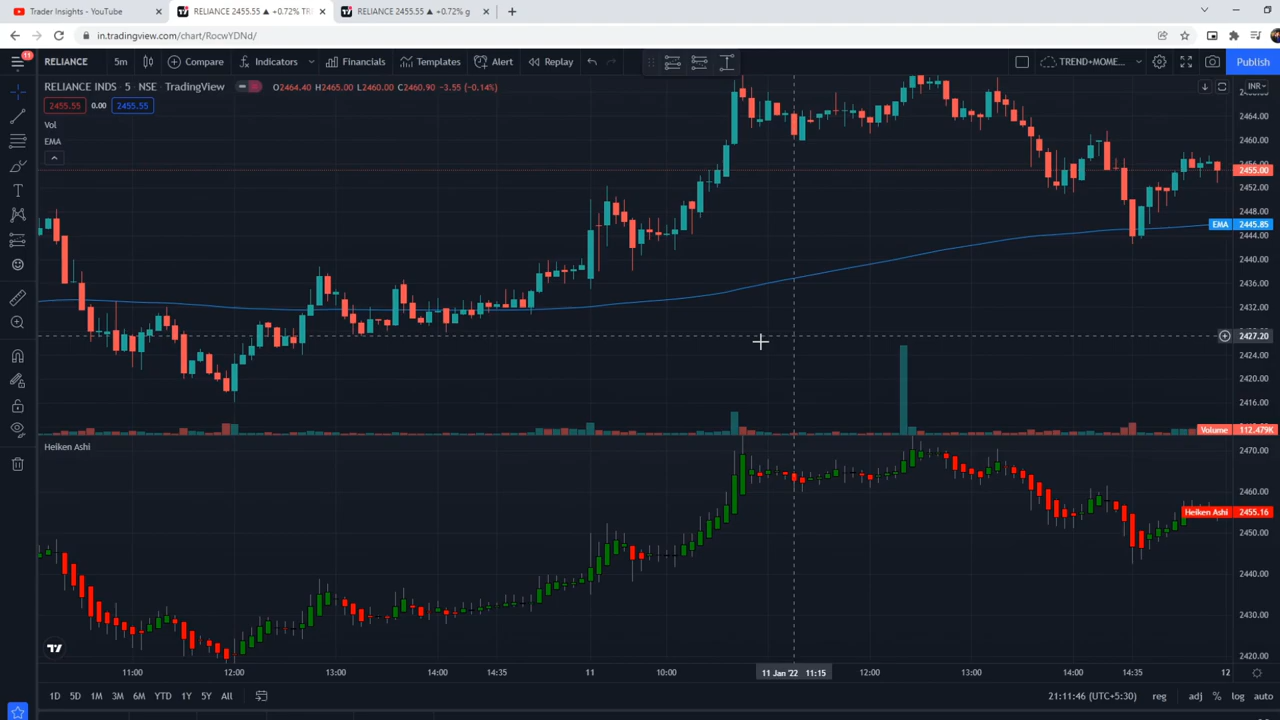 Trader Insights - YouTube
RELIANCE 2455.55 ▲ +0.72% TR
RELIANCE 2455.55 ▲ +0.72% g
in.tradingview.com/chart/RocwYDNd/
11
RELIANCE 5m Compare Indicators Financials Templates Alert Replay TREND+MOME... Publish
RELIANCE INDS · 5 · NSE · TradingView O2464.40 H2465.00 L2460.00 C2460.90 -3.55 (-0.14%) INR
2455.55 0.00 2455.55
Vol
EMA
2464.00
2460.00
2455.00
2452.00
2448.00
EMA 2445.85
2444.00
2440.00
2436.00
2432.00
2427.20
2424.00
2420.00
2416.00
Volume 112.479K
Heiken Ashi
2470.00
2460.00
Heiken Ashi 2455.16
2450.00
2440.00
2430.00
2420.00
11:00 12:00 13:00 14:00 14:35 11 10:00 11 Jan '22 11:15 12:00 13:00 14:00 14:35 12
1D 5D 1M 3M 6M YTD 1Y 5Y All 21:11:46 (UTC+5:30) reg adj % log auto